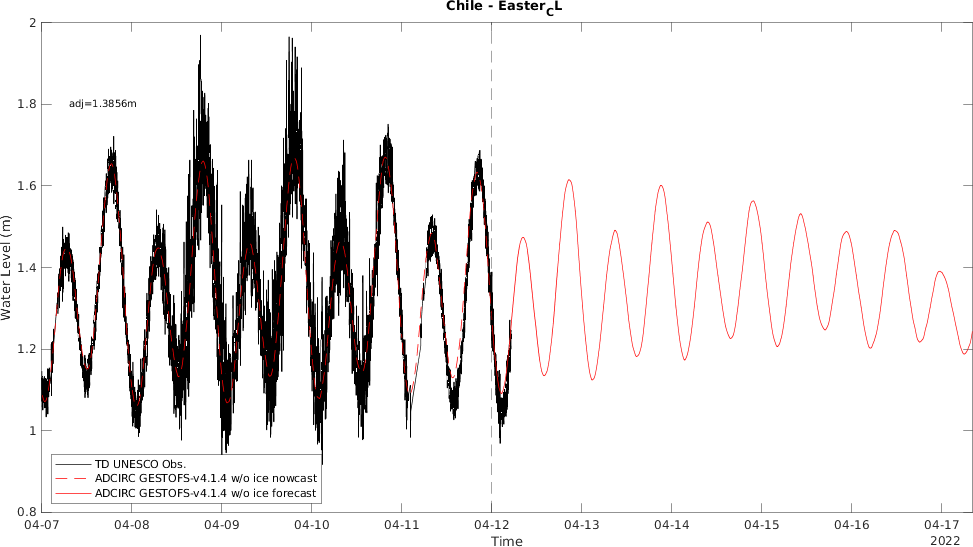 Chile - EasterCL
2
1.8
1.6
1.4
1.2
1
0.8
Water Level (m)
adj=1.3856m
TD UNESCO Obs.
ADCIRC GESTOFS-v4.1.4 w/o ice nowcast
ADCIRC GESTOFS-v4.1.4 w/o ice forecast
04-07 04-08 04-09 04-10 04-11 04-12 04-13 04-14 04-15 04-16 04-17
Time
2022